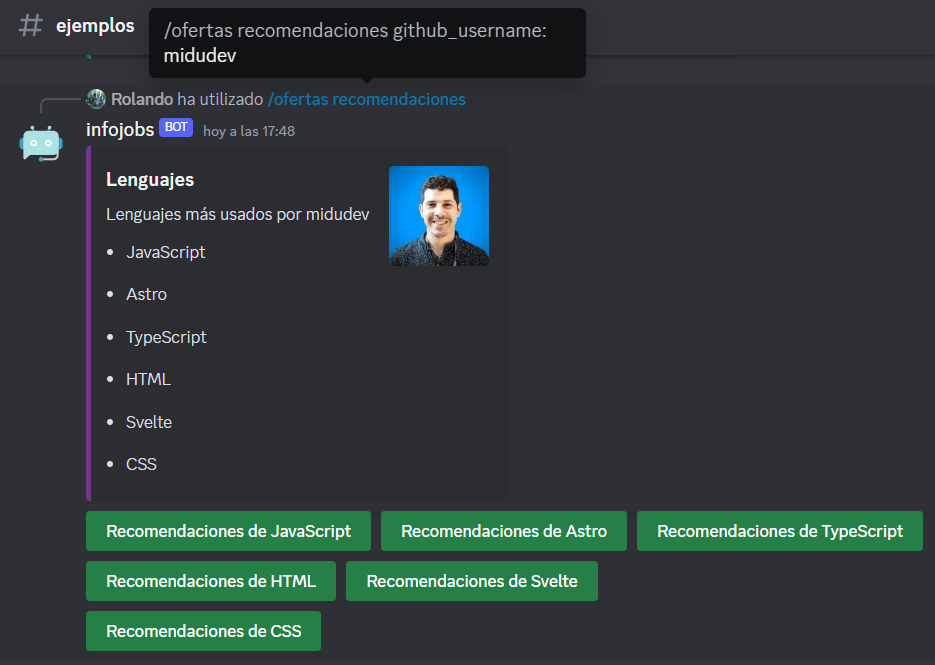 # ejemplos
/ofertas recomendaciones github_username:
midudev
Rolando ha utilizado /ofertas recomendaciones
infojobs BOT hoy a las 17:48
Lenguajes
Lenguajes más usados por midudev
• JavaScript
• Astro
• TypeScript
• HTML
• Svelte
• CSS
Recomendaciones de JavaScript Recomendaciones de Astro Recomendaciones de TypeScript
Recomendaciones de HTML Recomendaciones de Svelte
Recomendaciones de CSS